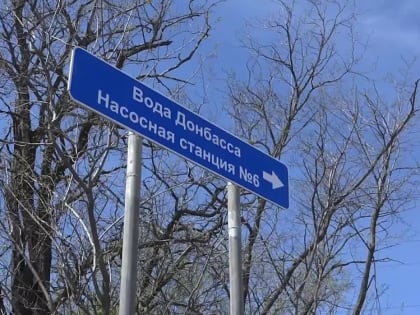 Вода Донбасса
Насосная станция №6